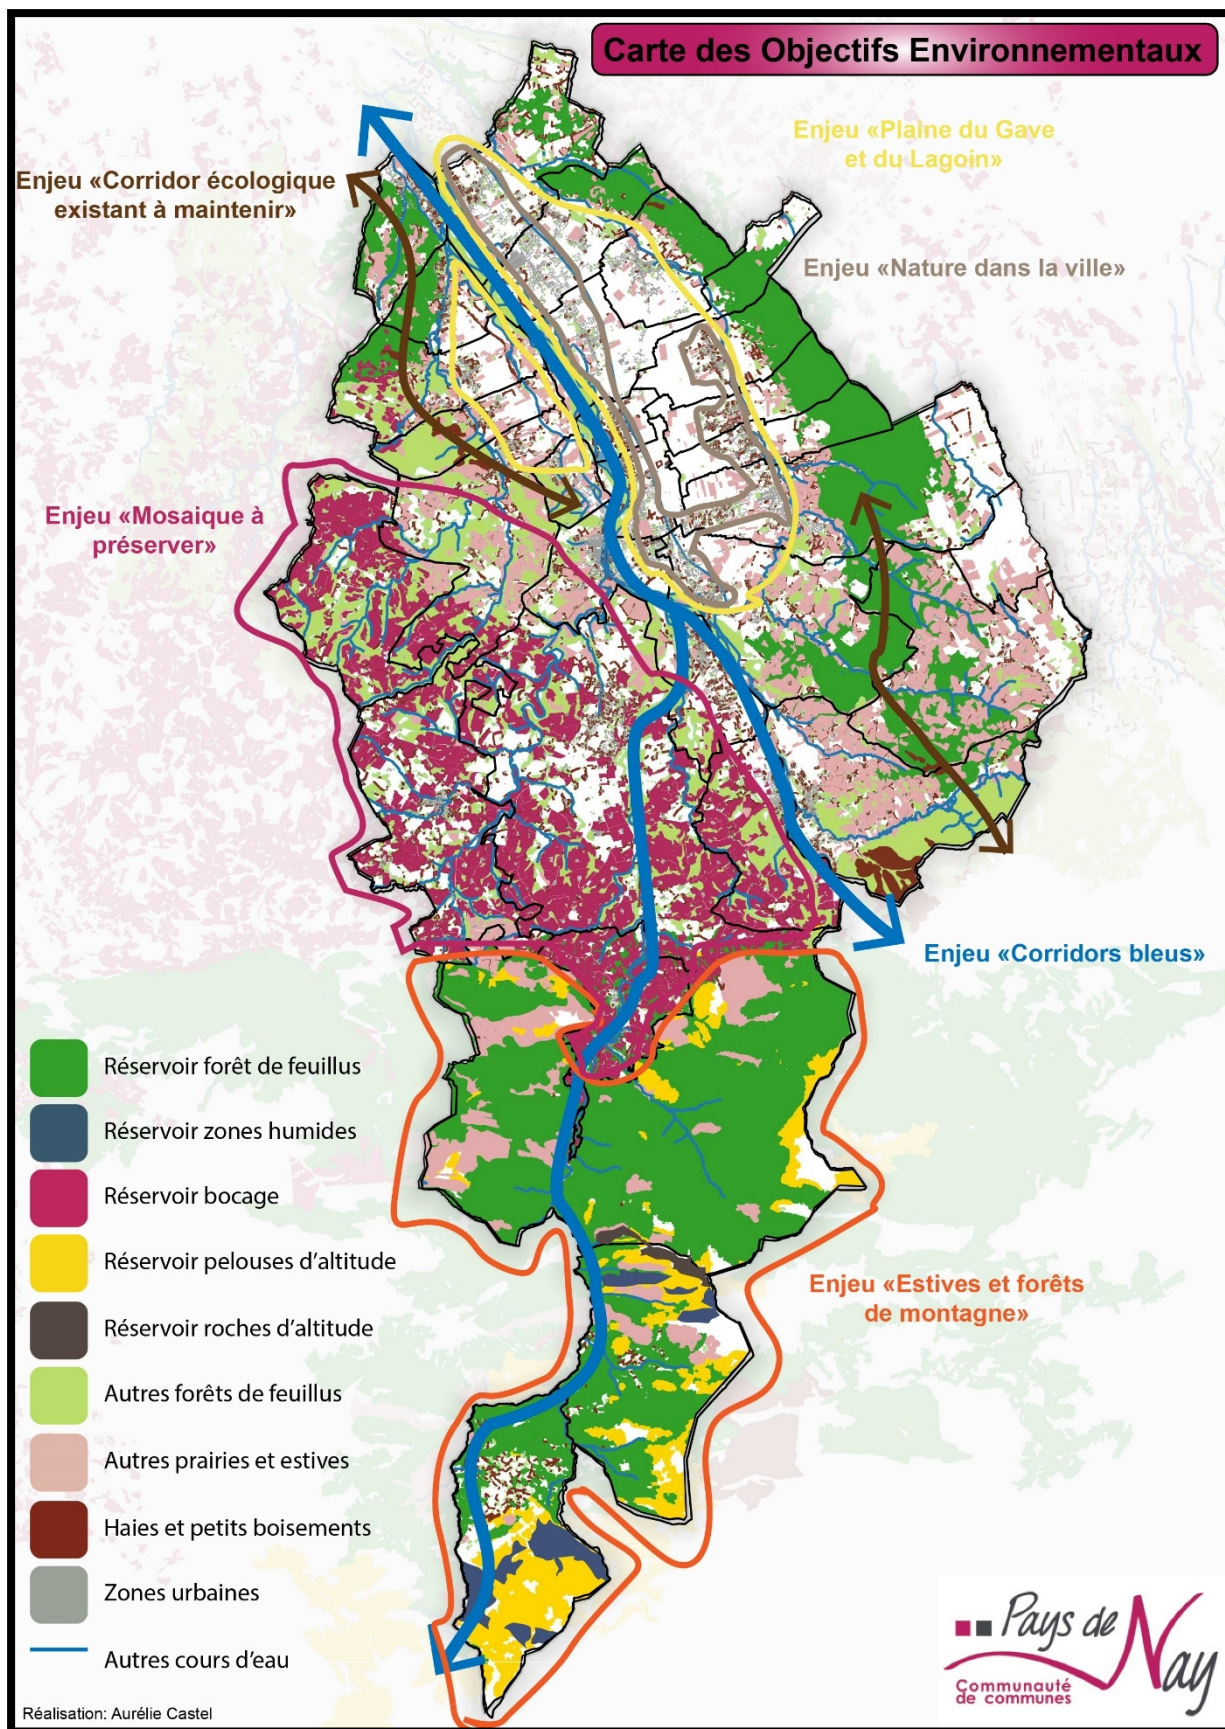 Carte des Objectifs Environnementaux
Enjeu «Plaine du Gave
et du Lagoin»
Enjeu «Corridor écologique
existant à maintenir»
Enjeu «Nature dans la ville»
Enjeu «Mosaique à
préserver»
Enjeu «Corridors bleus»
Enjeu «Estives et forêts
de montagne»
Réservoir forêt de feuillus
Réservoir zones humides
Réservoir bocage
Réservoir pelouses d'altitude
Réservoir roches d'altitude
Autres forêts de feuillus
Autres prairies et estives
Haies et petits boisements
Zones urbaines
Autres cours d'eau
Réalisation: Aurélie Castel
Pays de Nay
Communauté
de communes